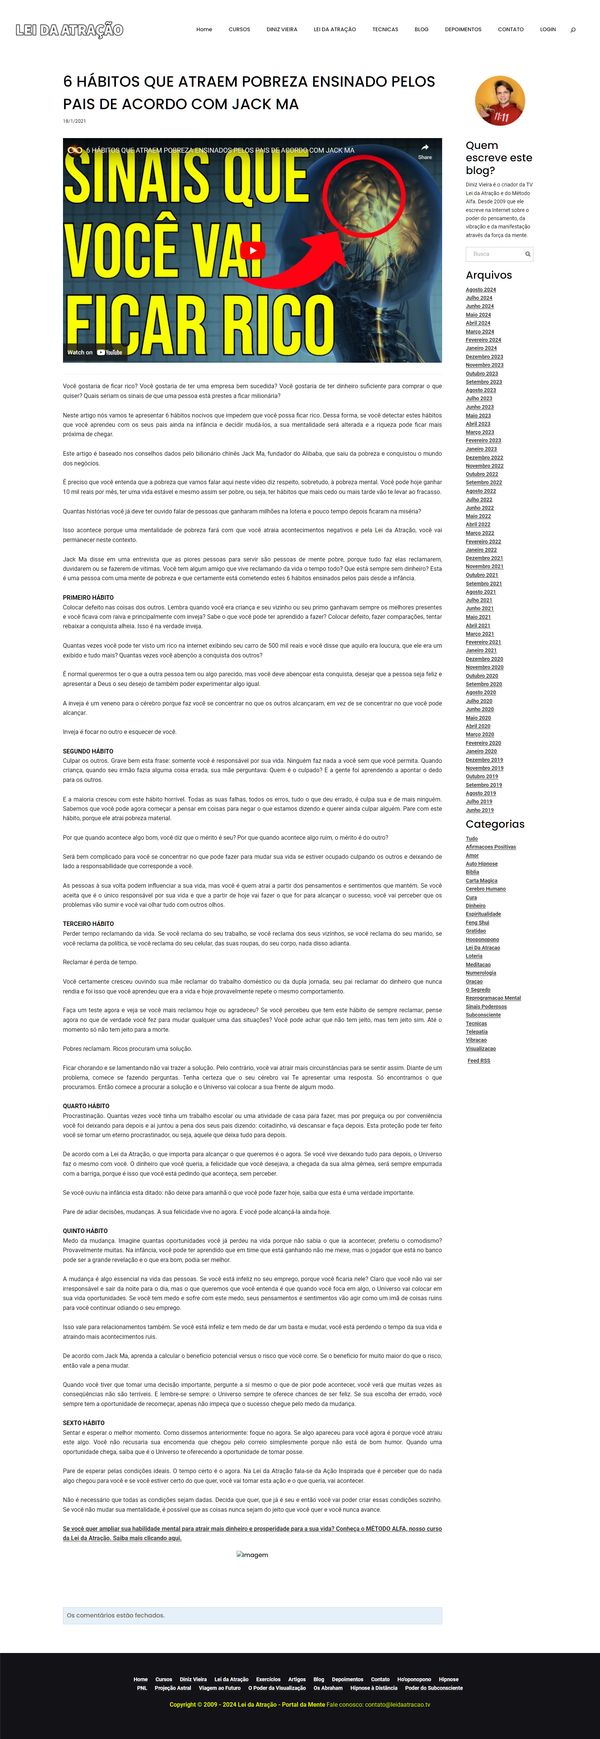 LEI DA ATRAÇÃO
Home CURSOS DINIZ VIEIRA LEI DA ATRAÇÃO TECNICAS BLOG DEPOIMENTOS CONTATO LOGIN
6 HÁBITOS QUE ATRAEM POBREZA ENSINADO PELOS
PAIS DE ACORDO COM JACK MA
18/1/2021
6 HÁBITOS QUE ATRAEM POBREZA ENSINADOS PELOS PAIS DE ACORDO COM JACK MA
Share
SINAIS QUE
VOCÊ VAI
FICAR RICO
Watch on YouTube
Você gostaria de ficar rico? Você gostaria de ter uma empresa bem sucedida? Você gostaria de ter dinheiro suficiente para comprar o que
quiser? Quais seriam os sinais de que uma pessoa está prestes a ficar milionária?
Neste artigo nós vamos te apresentar 6 hábitos nocivos que impedem que você possa ficar rico. Dessa forma, se você detectar estes hábitos
que você aprendeu com os seus pais ainda na infância e decidir mudá-los, a sua mentalidade será alterada e a riqueza pode ficar mais
próxima de chegar.
Este artigo é baseado nos conselhos dados pelo bilionário chinês Jack Ma, fundador do Alibaba, que saiu da pobreza e conquistou o mundo
dos negócios.
É preciso que você entenda que a pobreza que vamos falar aqui neste vídeo diz respeito, sobretudo, à pobreza mental. Você pode hoje ganhar
10 mil reais por mês, ter uma vida estável e mesmo assim ser pobre, ou seja, ter hábitos que mais cedo ou mais tarde vão te levar ao fracasso.
Quantas histórias você já deve ter ouvido falar de pessoas que ganharam milhões na loteria e pouco tempo depois ficaram na miséria?
Isso acontece porque uma mentalidade de pobreza fará com que você atraia acontecimentos negativos e pela Lei da Atração, você vai
permanecer neste contexto.
Jack Ma disse em uma entrevista que as piores pessoas para servir são pessoas de mente pobre, porque tudo faz elas reclamarem,
duvidarem ou se fazerem de vítimas. Você tem algum amigo que vive reclamando da vida o tempo todo? Que está sempre sem dinheiro? Esta
é uma pessoa com uma mente de pobreza e que certamente está cometendo estes 6 hábitos ensinados pelos pais desde a infância.
PRIMEIRO HÁBITO
Colocar defeito nas coisas dos outros. Lembra quando você era criança e seu vizinho ou seu primo ganhavam sempre os melhores presentes
e você ficava com raiva e principalmente com inveja? Sabe o que você pode ter aprendido a fazer? Colocar defeito, fazer comparações, tentar
rebaixar a conquista alheia. Isso é na verdade inveja.
Quantas vezes você pode ter visto um rico na internet exibindo seu carro de 500 mil reais e você disse que aquilo era loucura, que ele era um
exibido e tudo mais? Quantas vezes você abençôo a conquista dos outros?
É normal queremos ter o que a outra pessoa tem ou algo parecido, mas você deve abençoar esta conquista, desejar que a pessoa seja feliz e
apresentar a Deus o seu desejo de também poder experimentar algo igual.
A inveja é um veneno para o cérebro porque faz você se concentrar no que os outros alcançaram, em vez de se concentrar no que você pode
alcançar.
Inveja é focar no outro e esquecer de você.
SEGUNDO HÁBITO
Culpar os outros. Grave bem esta frase: somente você é responsável por sua vida. Ninguém faz nada a você sem que você permita. Quando
criança, quando seu irmão fazia alguma coisa errada, sua mãe perguntava: Quem é o culpado? E a gente foi aprendendo a apontar o dedo
para os outros.
E a maioria cresceu com este hábito horrível. Todas as suas falhas, todos os erros, tudo o que deu errado, é culpa sua e de mais ninguém.
Sabemos que você pode agora começar a pensar em coisas para negar o que estamos dizendo e querer ainda culpar alguém. Pare com este
hábito, porque ele atrai pobreza material.
Por que quando acontece algo bom, você diz que o mérito é seu? Por que quando acontece algo ruim, o mérito é do outro?
Será bem complicado para você se concentrar no que pode fazer para mudar sua vida se estiver ocupado culpando os outros e deixando de
lado a responsabilidade que corresponde a você.
As pessoas à sua volta podem influenciar a sua vida, mas você é quem atrai a partir dos pensamentos e sentimentos que mantém. Se você
aceita que é o único responsável por sua vida e que a partir de hoje vai fazer o que for para alcançar o sucesso, você vai perceber que os
problemas vão sumir e você vai olhar tudo com outros olhos.
TERCEIRO HÁBITO
Perder tempo reclamando da vida. Se você reclama do seu trabalho, se você reclama dos seus vizinhos, se você reclama do seu marido, se
você reclama da política, se você reclama do seu celular, das suas roupas, do seu corpo, nada disso adianta.
Reclamar é perda de tempo.
Você certamente cresceu ouvindo sua mãe reclamar do trabalho doméstico ou da dupla jornada, seu pai reclamar do dinheiro que nunca
rendia e foi isso que você aprendeu que era a vida e hoje provavelmente repete o mesmo comportamento.
Faça um teste agora e veja se você mais reclamou hoje ou agradeceu? Se você percebeu que tem este hábito de sempre reclamar, pense
agora no que de verdade você fez para mudar qualquer uma das situações? Você pode achar que não tem jeito, mas tem jeito sim. Até o
momento só não tem jeito para a morte.
Pobres reclamam. Ricos procuram uma solução.
Ficar chorando e se lamentando não vai trazer a solução. Pelo contrário, você vai atrair mais circunstâncias para se sentir assim. Diante de um
problema, comece se fazendo perguntas. Tenha certeza que o seu cérebro vai Te apresentar uma resposta. Só encontramos o que
procuramos. Então comece a procurar a solução e o Universo vai colocar a sua frente de algum modo.
QUARTO HÁBITO
Procrastinação. Quantas vezes você tinha um trabalho escolar ou uma atividade de casa para fazer, mas por preguiça ou por conveniência
você foi deixando para depois e aí juntou a pena dos seus pais dizendo: coitadinho, vá descansar e faça depois. Esta proteção pode ter feito
você se tornar um eterno procrastinador, ou seja, aquele que deixa tudo para depois.
De acordo com a Lei da Atração, o que importa para alcançar o que queremos é o agora. Se você vive deixando tudo para depois, o Universo
faz o mesmo com você. O dinheiro que você queria, a felicidade que você desejava, a chegada da sua alma gêmea, será sempre empurrada
com a barriga, porque é isso que você está pedindo que aconteça, sem perceber.
Se você ouviu na infância esta ditado: não deixe para amanhã o que você pode fazer hoje, saiba que esta é uma verdade importante.
Pare de adiar decisões, mudanças. A sua felicidade vive no agora. E você pode alcançá-la ainda hoje.
QUINTO HÁBITO
Medo da mudança. Imagine quantas oportunidades você já perdeu na vida porque não sabia o que ia acontecer, preferiu o comodismo?
Provavelmente muitas. Na infância, você pode ter aprendido que em time que está ganhando não me mexe, mas o jogador que está no banco
pode ser a grande revelação e o que era bom, podia ser melhor.
A mudança é algo essencial na vida das pessoas. Se você está infeliz no seu emprego, porque você ficaria nele? Claro que você não vai ser
irresponsável e sair da noite para o dia, mas o que queremos que você entenda é que quando você foca em algo, o Universo vai colocar em
sua vida oportunidades. Se você tem medo e sofre com este medo, seus pensamentos e sentimentos vão agir como um imã de coisas ruins
para você continuar odiando o seu emprego.
Isso vale para relacionamentos também. Se você está infeliz e tem medo de dar um basta e mudar, você está perdendo o tempo da sua vida e
atraindo mais acontecimentos ruis.
De acordo com Jack Ma, aprenda a calcular o benefício potencial versus o risco que você corre. Se o benefício for muito maior do que o risco,
então vale a pena mudar.
Quando você tiver que tomar uma decisão importante, pergunte a si mesmo o que de pior pode acontecer, você verá que muitas vezes as
conseqüências não são terríveis. E lembre-se sempre: o Universo sempre te oferece chances de ser feliz. Se sua escolha der errado, você
sempre tem a oportunidade de recomeçar, apenas não impeça que o sucesso chegue pelo medo da mudança.
SEXTO HÁBITO
Sentar e esperar o melhor momento. Como dissemos anteriormente: foque no agora. Se algo apareceu para você agora é porque você atraiu
este algo. Você não recusaria sua encomenda que chegou pelo correio simplesmente porque não está de bom humor. Quando uma
oportunidade chega, saiba que é o Universo te oferecendo a oportunidade de tomar posse.
Pare de esperar pelas condições ideais. O tempo certo é o agora. Na Lei da Atração fala-se da Ação Inspirada que é perceber que do nada
algo chegou para você e se você estiver certo do que quer, você vai tomar esta ação e o que queria, vai acontecer.
Não é necessário que todas as condições sejam dadas. Decida que quer, que já é seu e então você vai poder criar essas condições sozinho.
Se você não mudar sua mentalidade, é possível que as coisas nunca sejam do jeito que você quer e você nunca avance.
Se você quer ampliar sua habilidade mental para atrair mais dinheiro e prosperidade para a sua vida? Conheça o MÉTODO ALFA, nosso curso
da Lei da Atração. Saiba mais clicando aqui.
Imagem
Os comentários estão fechados.
11:11
Quem
escreve este
blog?
Diniz Vieira é o criador da TV
Lei da Atração e do Método
Alfa. Desde 2009 que ele
escreve na Internet sobre o
poder do pensamento, da
vibração e da manifestação
através da força da mente.
Busca
Arquivos
Agosto 2024
Julho 2024
Junho 2024
Maio 2024
Abril 2024
Março 2024
Fevereiro 2024
Janeiro 2024
Dezembro 2023
Novembro 2023
Outubro 2023
Setembro 2023
Agosto 2023
Julho 2023
Junho 2023
Maio 2023
Abril 2023
Março 2023
Fevereiro 2023
Janeiro 2023
Dezembro 2022
Novembro 2022
Outubro 2022
Setembro 2022
Agosto 2022
Julho 2022
Junho 2022
Maio 2022
Abril 2022
Março 2022
Fevereiro 2022
Janeiro 2022
Dezembro 2021
Novembro 2021
Outubro 2021
Setembro 2021
Agosto 2021
Julho 2021
Junho 2021
Maio 2021
Abril 2021
Março 2021
Fevereiro 2021
Janeiro 2021
Dezembro 2020
Novembro 2020
Outubro 2020
Setembro 2020
Agosto 2020
Julho 2020
Junho 2020
Maio 2020
Abril 2020
Março 2020
Fevereiro 2020
Janeiro 2020
Dezembro 2019
Novembro 2019
Outubro 2019
Setembro 2019
Agosto 2019
Julho 2019
Junho 2019
Categorias
Tudo
Afirmacoes Positivas
Amor
Auto Hipnose
Biblia
Carta Magica
Cerebro Humano
Cura
Dinheiro
Espiritualidade
Feng Shui
Gratidao
Hooponopono
Lei Da Atracao
Loteria
Meditacao
Numerologia
Oraçao
O Segredo
Reprogramacao Mental
Sinais Poderosos
Subconsciente
Tecnicas
Telepatia
Vibracao
Visualizacao
Feed RSS
Home Cursos Diniz Vieira Lei da Atração Exercícios Artigos Blog Depoimentos Contato Ho'oponopono Hipnose
PNL Projeção Astral Viagem ao Futuro O Poder da Visualização Os Abraham Hipnose à Distância Poder do Subconsciente
Copyright © 2009 - 2024 Lei da Atração - Portal da Mente Fale conosco: contato@leidaatracao.tv